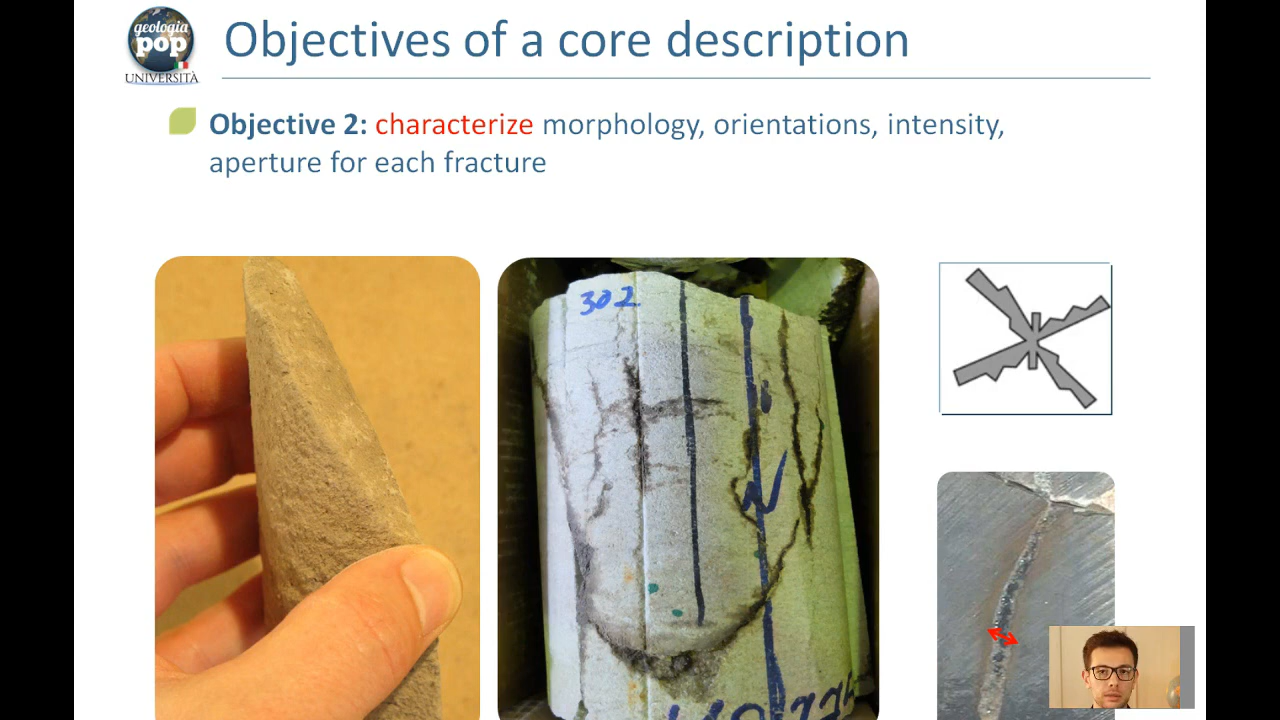 geologia
pop
UNIVERSITÀ
Objectives of a core description
Objective 2: characterize morphology, orientations, intensity,
aperture for each fracture
302